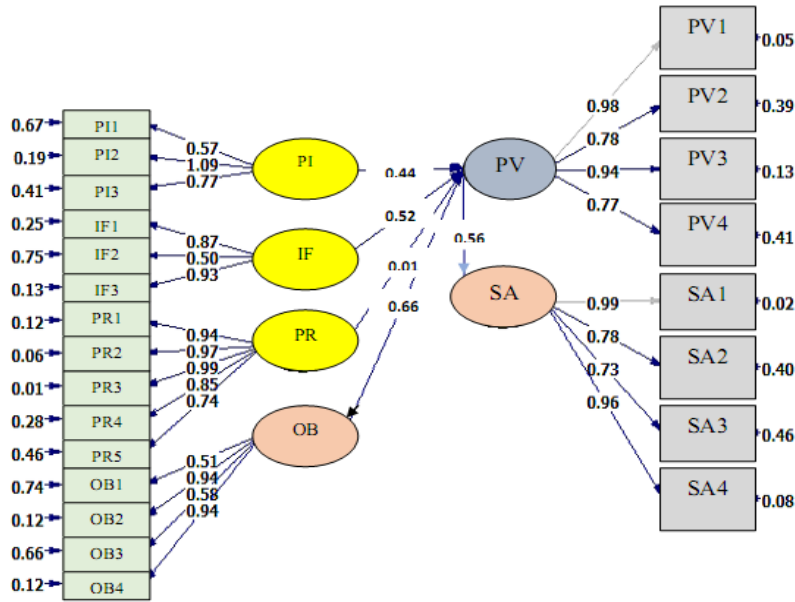 0.67 PI1
0.19 PI2
0.41 PI3
0.25 IF1
0.75 IF2
0.13 IF3
0.12 PR1
0.06 PR2
0.01 PR3
0.28 PR4
0.46 PR5
0.74 OB1
0.12 OB2
0.66 OB3
0.12 OB4
0.57
1.09
0.77
0.87
0.50
0.93
0.94
0.97
0.99
0.85
0.74
0.51
0.94
0.58
0.94
PI
IF
PR
OB
0.44
0.52
0.01
0.66
PV
0.56
SA
0.98
0.78
0.94
0.77
0.99
0.78
0.73
0.96
PV1 0.05
PV2 0.39
PV3 0.13
PV4 0.41
SA1 0.02
SA2 0.40
SA3 0.46
SA4 0.08